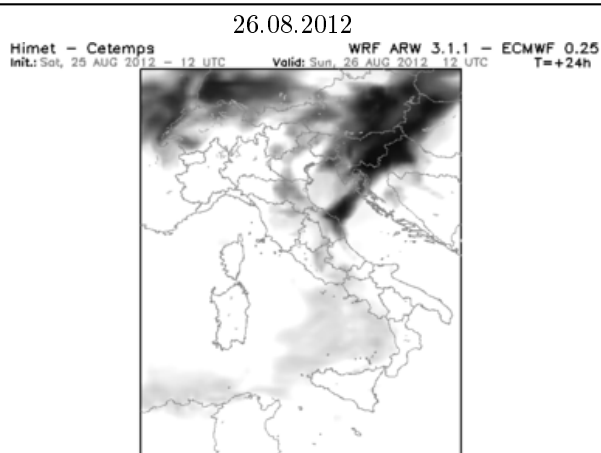 26.08.2012
Himet – Cetemps WRF ARW 3.1.1 – ECMWF 0.25
Init.: Sat, 25 AUG 2012 – 12 UTC Valid: Sun, 26 AUG 2012 12 UTC T=+24h